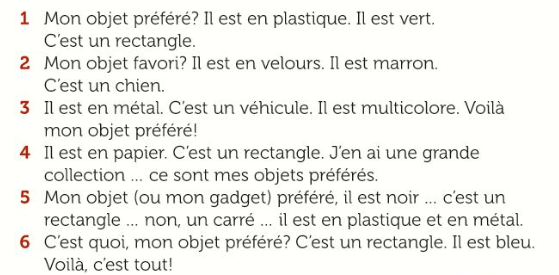 1 Mon objet préféré? Il est en plastique. Il est vert.
C'est un rectangle.
2 Mon objet favori? Il est en velours. Il est marron.
C'est un chien.
3 Il est en métal. C'est un véhicule. Il est multicolore. Voilà
mon objet préféré!
4 Il est en papier. C'est un rectangle. J'en ai une grande
collection ... ce sont mes objets préférés.
5 Mon objet (ou mon gadget) préféré, il est noir ... c'est un
rectangle ... non, un carré ... il est en plastique et en métal.
6 C'est quoi, mon objet préféré? C'est un rectangle. Il est bleu.
Voilà, c'est tout!